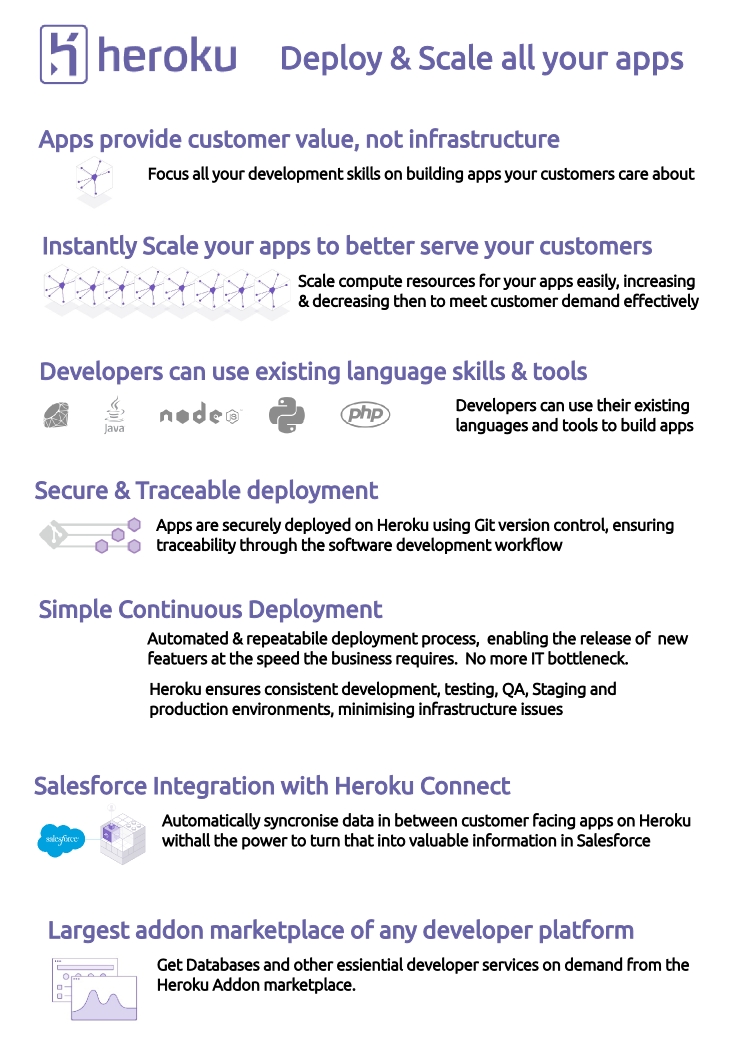 heroku Deploy & Scale all your apps
Apps provide customer value, not infrastructure
Focus all your development skills on building apps your customers care about
Instantly Scale your apps to better serve your customers
Scale compute resources for your apps easily, increasing
& decreasing then to meet customer demand effectively
Developers can use existing language skills & tools
Java node JS php
Developers can use their existing
languages and tools to build apps
Secure & Traceable deployment
Apps are securely deployed on Heroku using Git version control, ensuring
traceability through the software development workflow
Simple Continuous Deployment
Automated & repeatabile deployment process, enabling the release of new
featuers at the speed the business requires. No more IT bottleneck.
Heroku ensures consistent development, testing, QA, Staging and
production environments, minimising infrastructure issues
Salesforce Integration with Heroku Connect
salesforce
Automatically syncronise data in between customer facing apps on Heroku
withall the power to turn that into valuable information in Salesforce
Largest addon marketplace of any developer platform
Get Databases and other essiential developer services on demand from the
Heroku Addon marketplace.